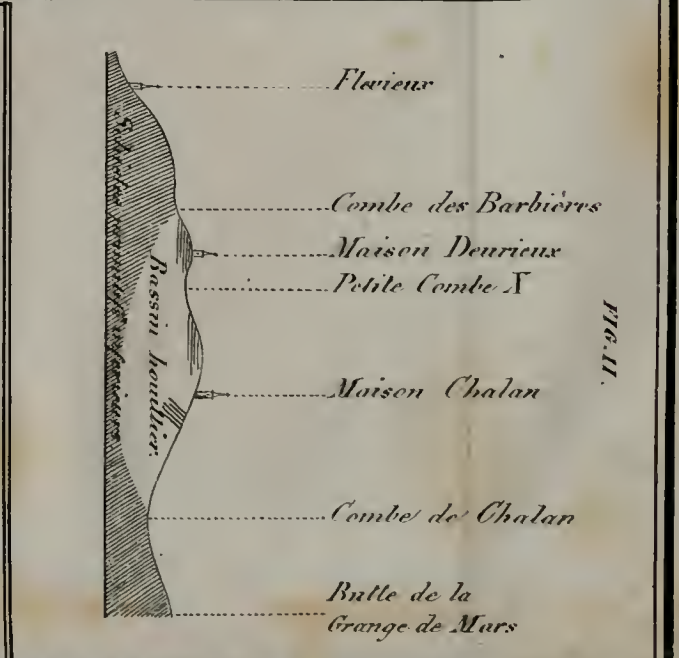 Flevieux
Combe des Barbières
Maison Deurieux
Petite Combe X
Maison Chalan
Combe de Chalan
Butte de la
Grange de Mars
Bassin houiller.
FIG. II.